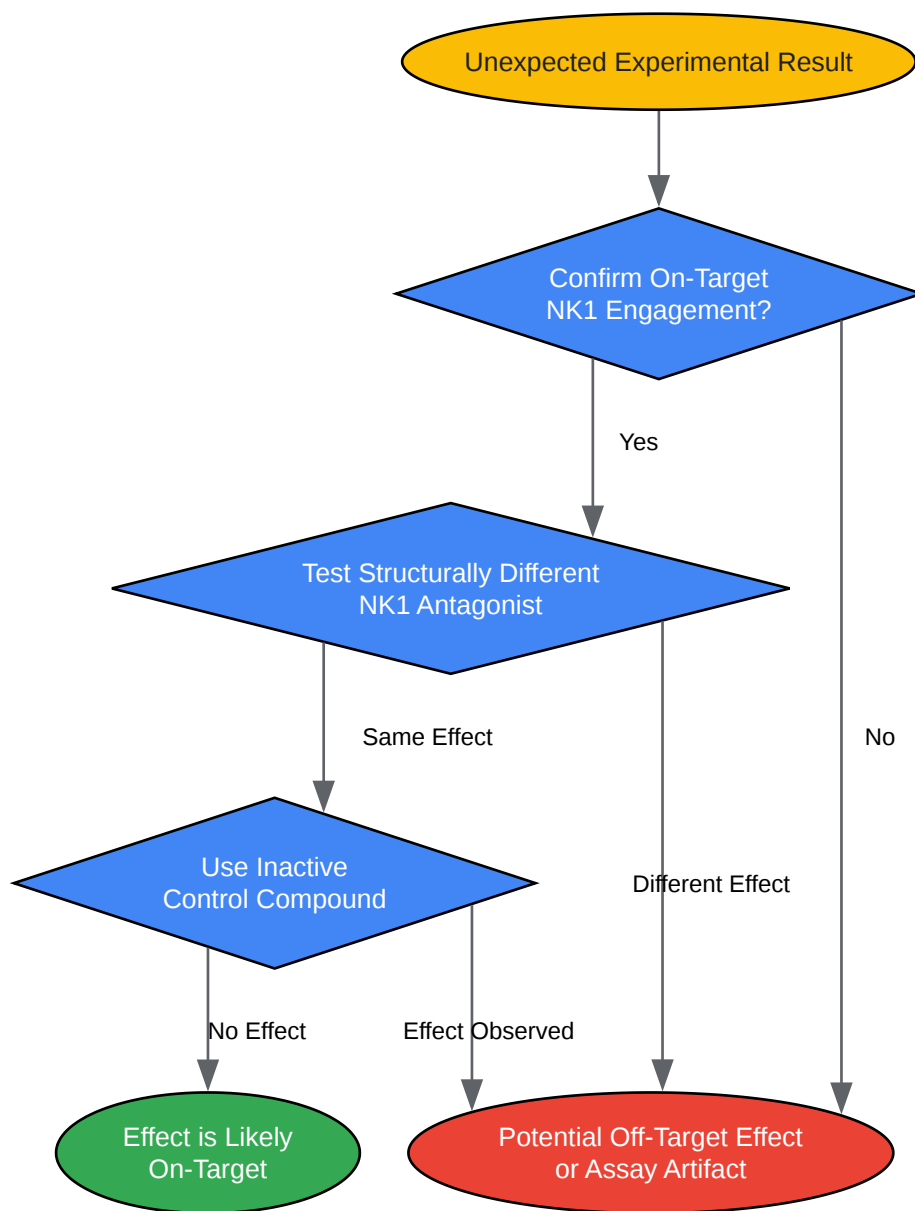 Unexpected Experimental Result
Confirm On-Target
NK1 Engagement?
Yes
Test Structurally Different
NK1 Antagonist
Same Effect
No
Use Inactive
Control Compound
Different Effect
No Effect
Effect Observed
Effect is Likely
On-Target
Potential Off-Target Effect
or Assay Artifact